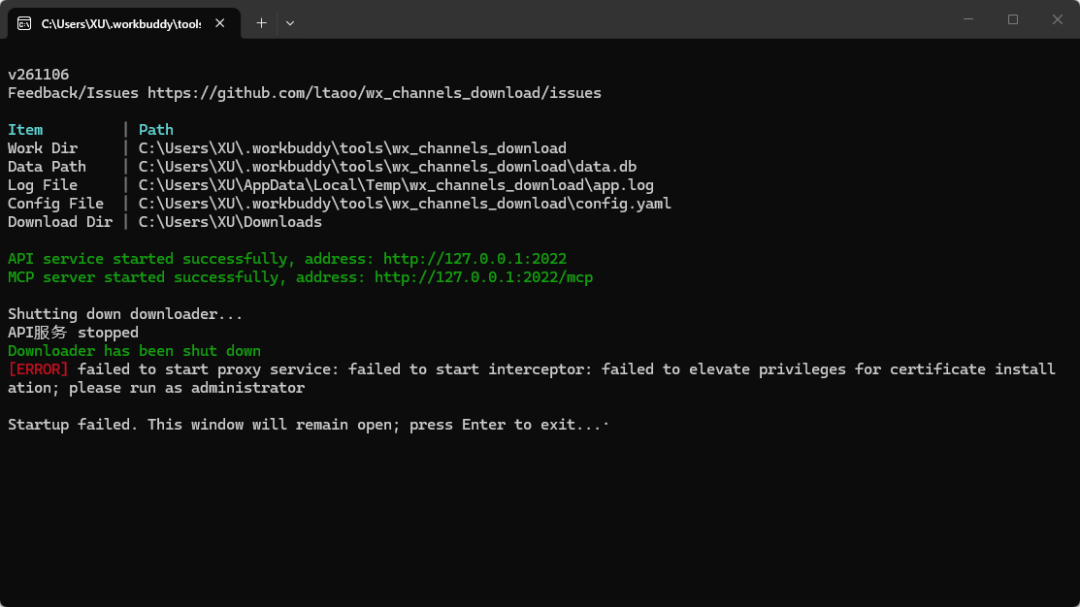 C:\Users\XU\.workbuddy\tools
v261106
Feedback/Issues https://github.com/ltaoo/wx_channels_download/issues
Item | Path
Work Dir | C:\Users\XU\.workbuddy\tools\wx_channels_download
Data Path | C:\Users\XU\.workbuddy\tools\wx_channels_download\data.db
Log File | C:\Users\XU\AppData\Local\Temp\wx_channels_download\app.log
Config File | C:\Users\XU\.workbuddy\tools\wx_channels_download\config.yaml
Download Dir | C:\Users\XU\Downloads
API service started successfully, address: http://127.0.0.1:2022
MCP server started successfully, address: http://127.0.0.1:2022/mcp
Shutting down downloader...
API服务 stopped
Downloader has been shut down
[ERROR] failed to start proxy service: failed to start interceptor: failed to elevate privileges for certificate install
ation; please run as administrator
Startup failed. This window will remain open; press Enter to exit...